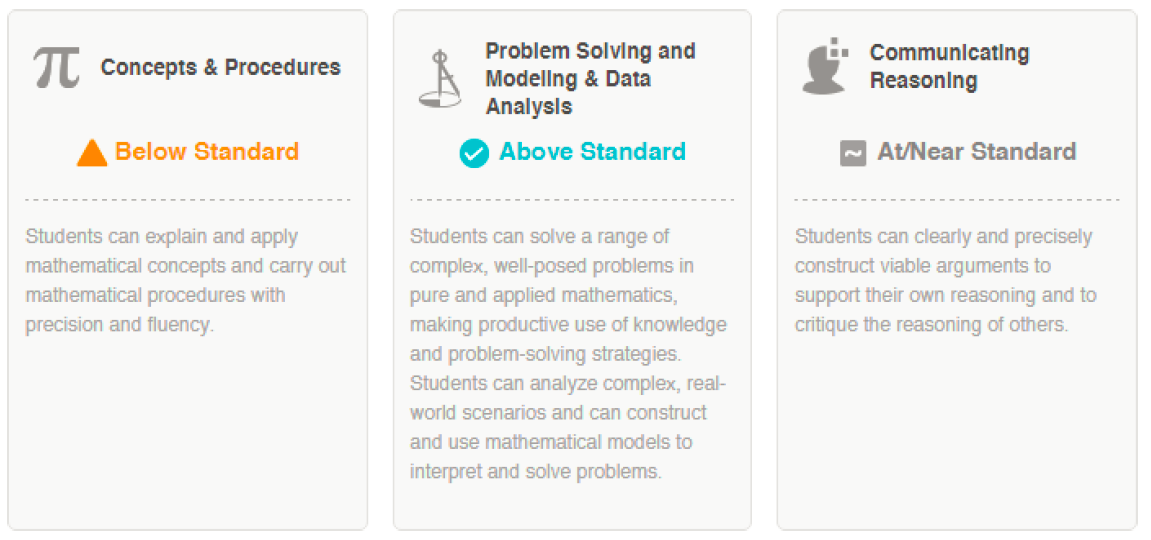 π Concepts & Procedures
Below Standard
Students can explain and apply
mathematical concepts and carry out
mathematical procedures with
precision and fluency.
Problem Solving and
Modeling & Data
Analysis
Above Standard
Students can solve a range of
complex, well-posed problems in
pure and applied mathematics,
making productive use of knowledge
and problem-solving strategies.
Students can analyze complex, real-
world scenarios and can construct
and use mathematical models to
interpret and solve problems.
Communicating
Reasoning
At/Near Standard
Students can clearly and precisely
construct viable arguments to
support their own reasoning and to
critique the reasoning of others.